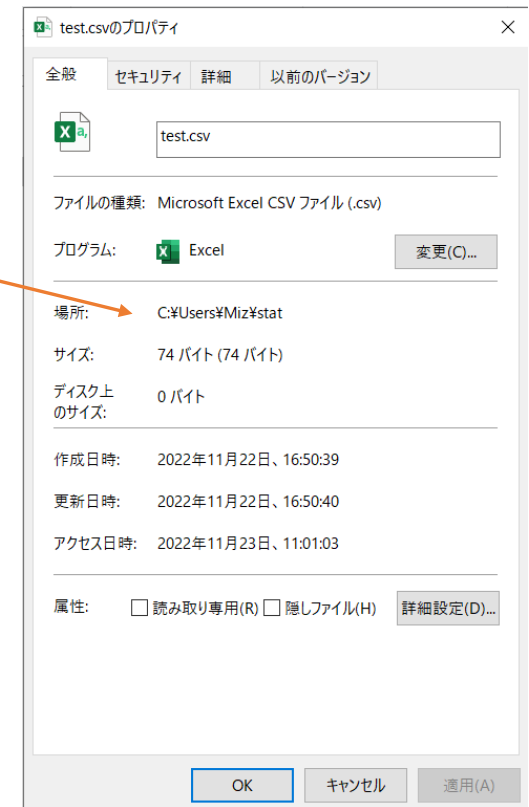 test.csvのプロパティ
全般 セキュリティ 詳細 以前のバージョン
test.csv
ファイルの種類: Microsoft Excel CSV ファイル (.csv)
プログラム: Excel 変更(C)...
場所: C:¥Users¥Miz¥stat
サイズ: 74 バイト (74 バイト)
ディスク上
のサイズ: 0 バイト
作成日時: 2022年11月22日、16:50:39
更新日時: 2022年11月22日、16:50:40
アクセス日時: 2022年11月23日、11:01:03
属性: 読み取り専用(R) 隠しファイル(H) 詳細設定(D)...
OK キャンセル 適用(A)